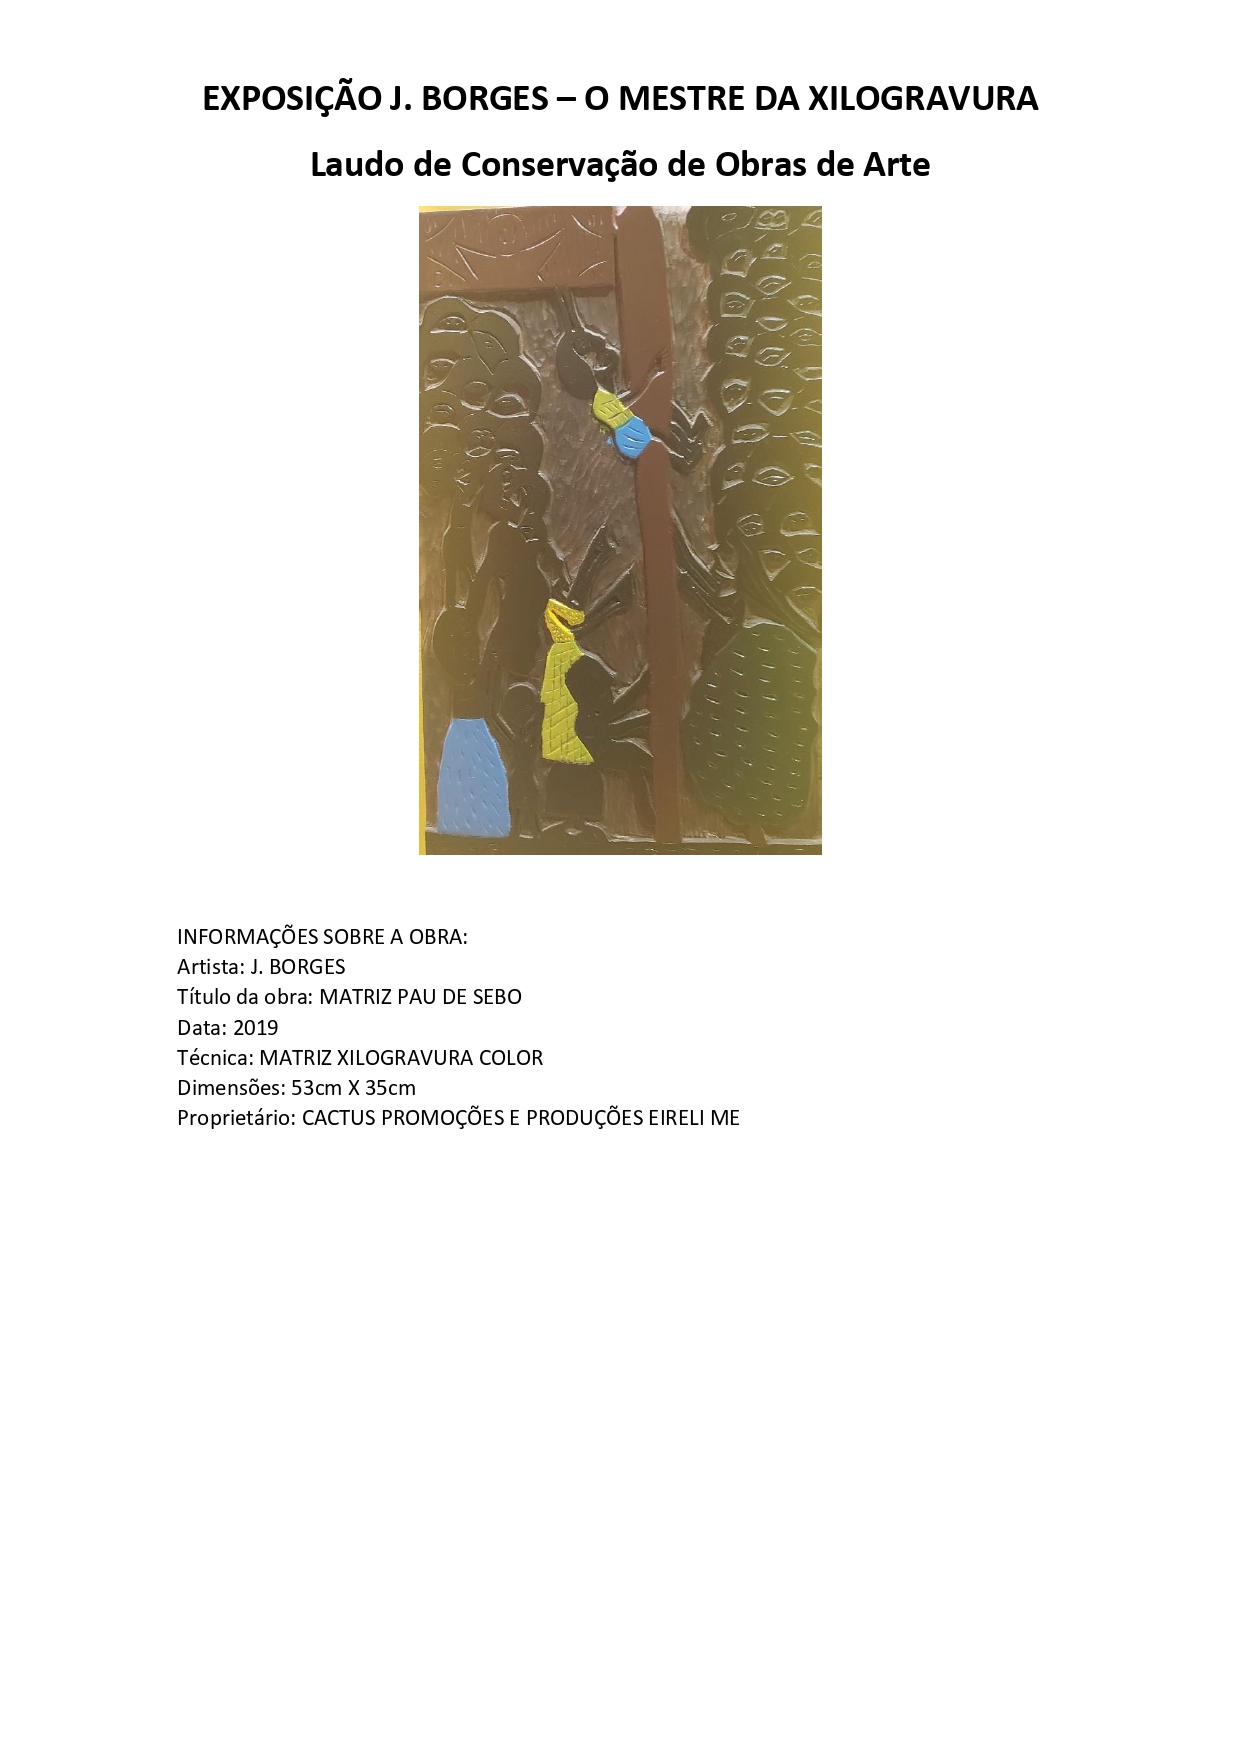 EXPOSIÇÃO J. BORGES – O MESTRE DA XILOGRAVURA
Laudo de Conservação de Obras de Arte
INFORMAÇÕES SOBRE A OBRA:
Artista: J. BORGES
Título da obra: MATRIZ PAU DE SEBO
Data: 2019
Técnica: MATRIZ XILOGRAVURA COLOR
Dimensões: 53cm X 35cm
Proprietário: CACTUS PROMOÇÕES E PRODUÇÕES EIRELI ME